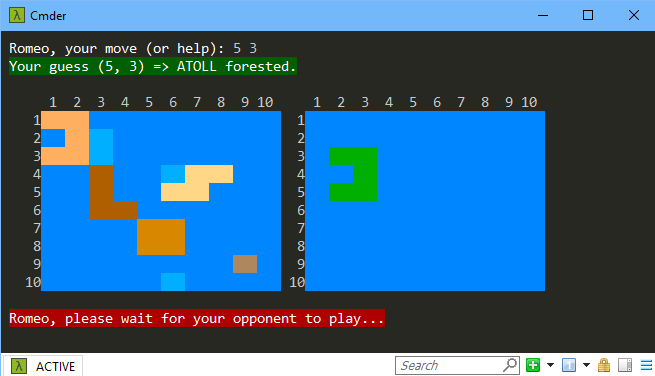 λ Cmder
Romeo, your move (or help): 5 3
Your guess (5, 3) => ATOLL forested.
1 2 3 4 5 6 7 8 9 10 1 2 3 4 5 6 7 8 9 10
1 1
2 2
3 3
4 4
5 5
6 6
7 7
8 8
9 9
10 10
Romeo, please wait for your opponent to play...
λ ACTIVE Search 1